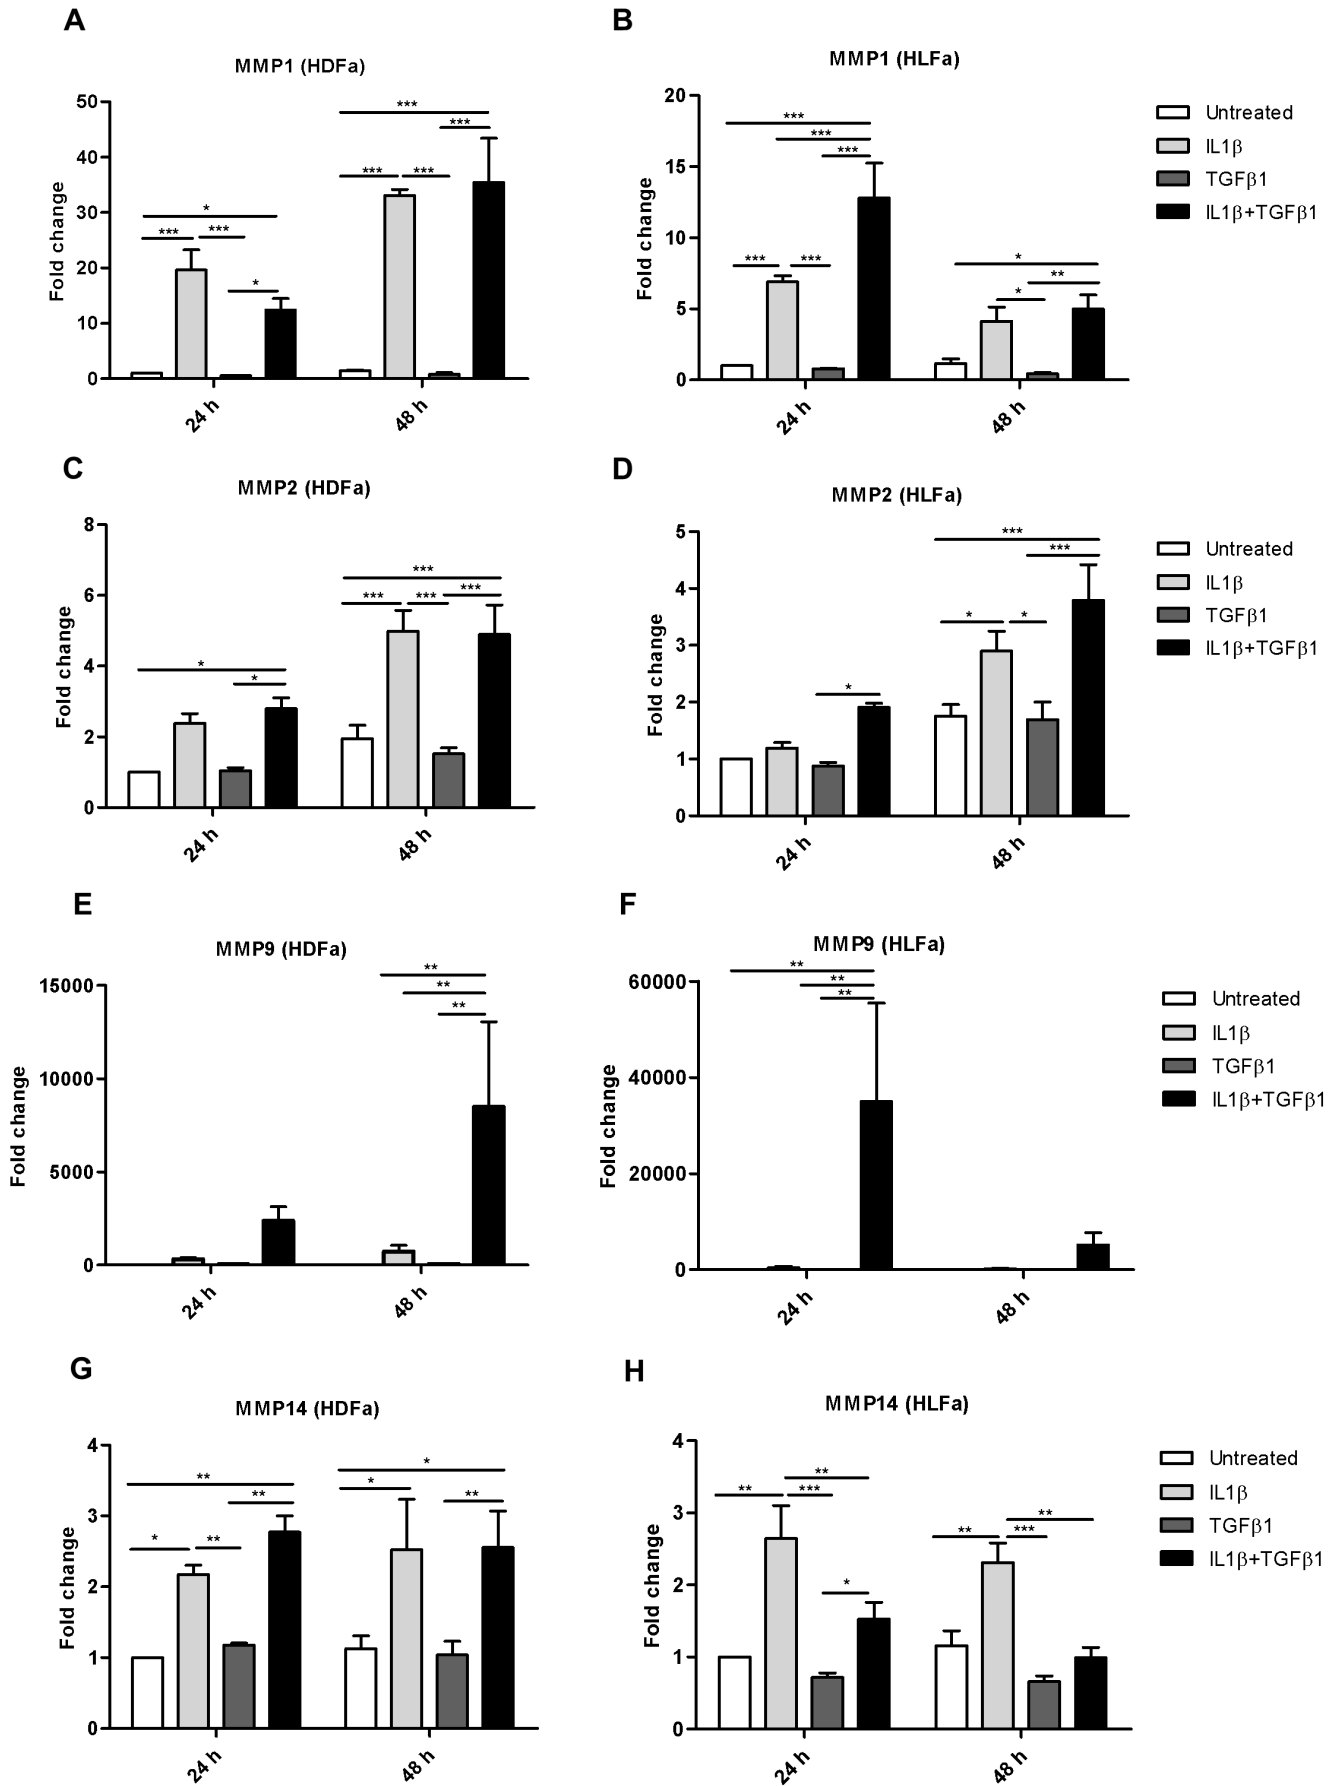 A
B
MMP1 (HDFa)
MMP1 (HLFa)
50
40
30
20
10
0
Fold change
*
***
***
*
***
***
***
***
24 h
48 h
20
15
10
5
0
Fold change
***
***
***
***
***
*
**
*
24 h
48 h
Untreated
IL1β
TGFβ1
IL1β+TGFβ1
C
D
MMP2 (HDFa)
MMP2 (HLFa)
8
6
4
2
0
Fold change
*
*
***
***
***
***
24 h
48 h
5
4
3
2
1
0
Fold change
*
***
***
*
*
24 h
48 h
Untreated
IL1β
TGFβ1
IL1β+TGFβ1
E
F
MMP9 (HDFa)
MMP9 (HLFa)
15000
10000
5000
0
Fold change
**
**
**
24 h
48 h
60000
40000
20000
0
Fold change
**
**
**
24 h
48 h
Untreated
IL1β
TGFβ1
IL1β+TGFβ1
G
H
MMP14 (HDFa)
MMP14 (HLFa)
4
3
2
1
0
Fold change
**
**
*
**
*
*
**
24 h
48 h
4
3
2
1
0
Fold change
**
**
***
*
**
**
***
24 h
48 h
Untreated
IL1β
TGFβ1
IL1β+TGFβ1